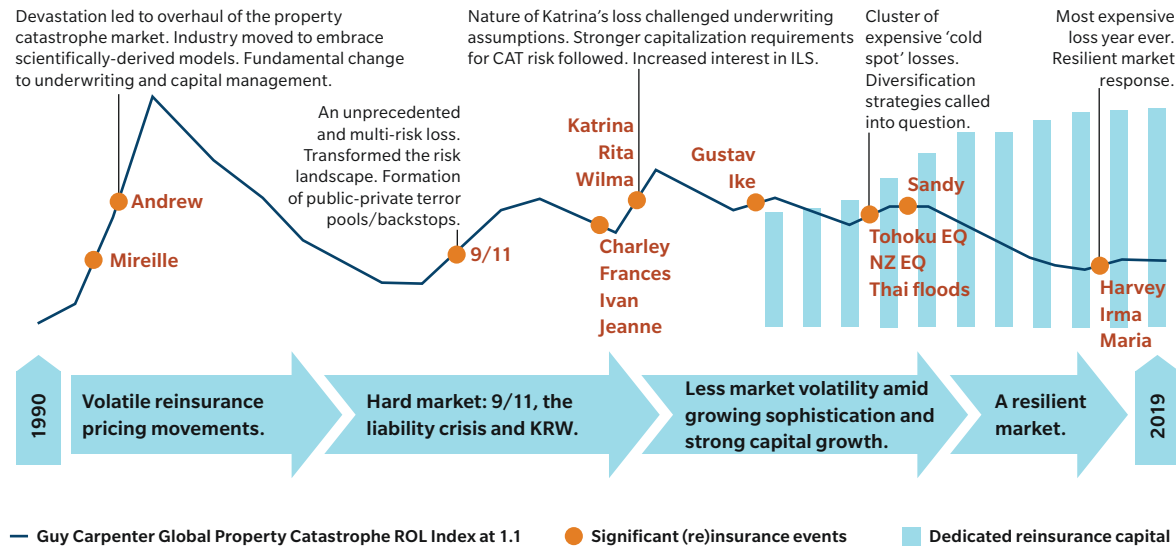 Devastation led to overhaul of the property
catastrophe market. Industry moved to embrace
scientifically-derived models. Fundamental change
to underwriting and capital management.
An unprecedented
and multi-risk loss.
Transformed the risk
landscape. Formation
of public-private terror
pools/backstops.
Nature of Katrina’s loss challenged underwriting
assumptions. Stronger capitalization requirements
for CAT risk followed. Increased interest in ILS.
Cluster of
expensive ‘cold
spot’ losses.
Diversification
strategies called
into question.
Most expensive
loss year ever.
Resilient market
response.
Andrew
Mireille
9/11
Katrina
Rita
Wilma
Charley
Frances
Ivan
Jeanne
Gustav
Ike
Sandy
Tohoku EQ
NZ EQ
Thai floods
Harvey
Irma
Maria
1990
Volatile reinsurance
pricing movements.
Hard market: 9/11, the
liability crisis and KRW.
Less market volatility amid
growing sophistication and
strong capital growth.
A resilient
market.
2019
Guy Carpenter Global Property Catastrophe ROL Index at 1.1
Significant (re)insurance events
Dedicated reinsurance capital